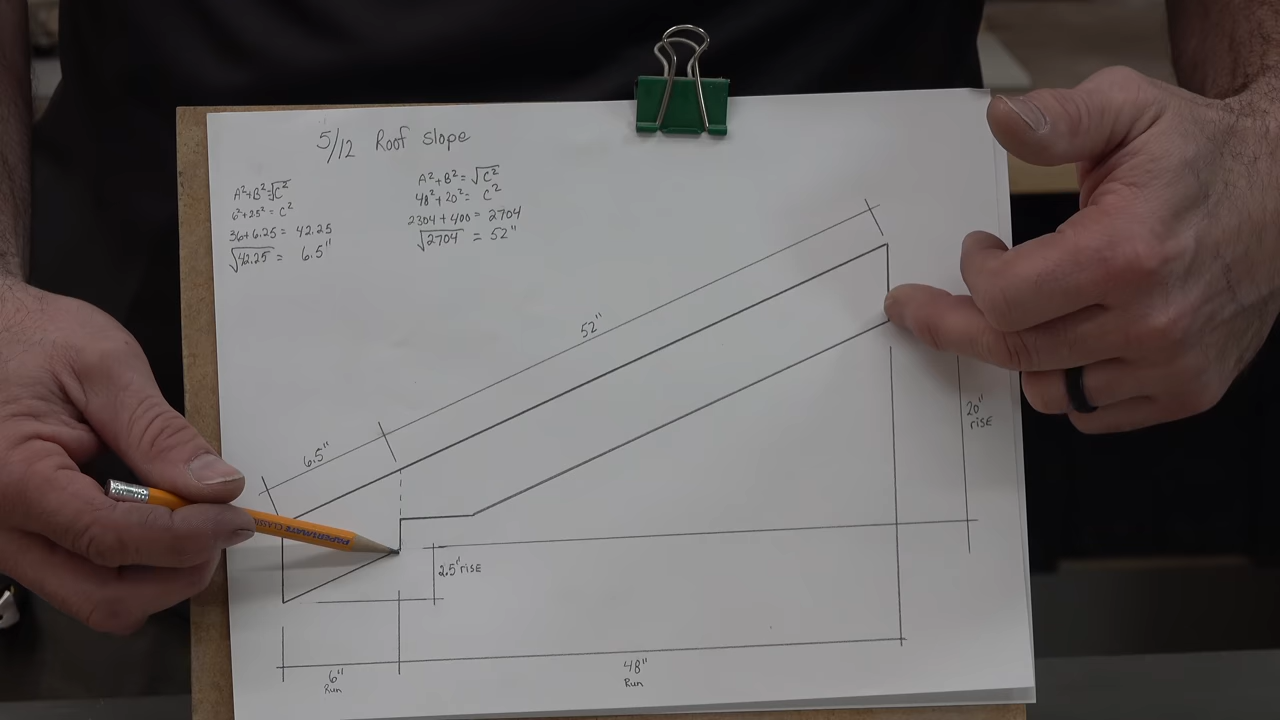 5/12 Roof Slope
A²+B²=√C²
6²+25²= C²
36+6.25= 42.25
√42.25 = 6.5"
A²+B²= √C²
48²+20²= C²
2304+400= 2704
√2704 = 52"
52"
6.5"
20"
rise
2.5" rise
6"
Run
48"
Run
PAPERMATE CLASSIC